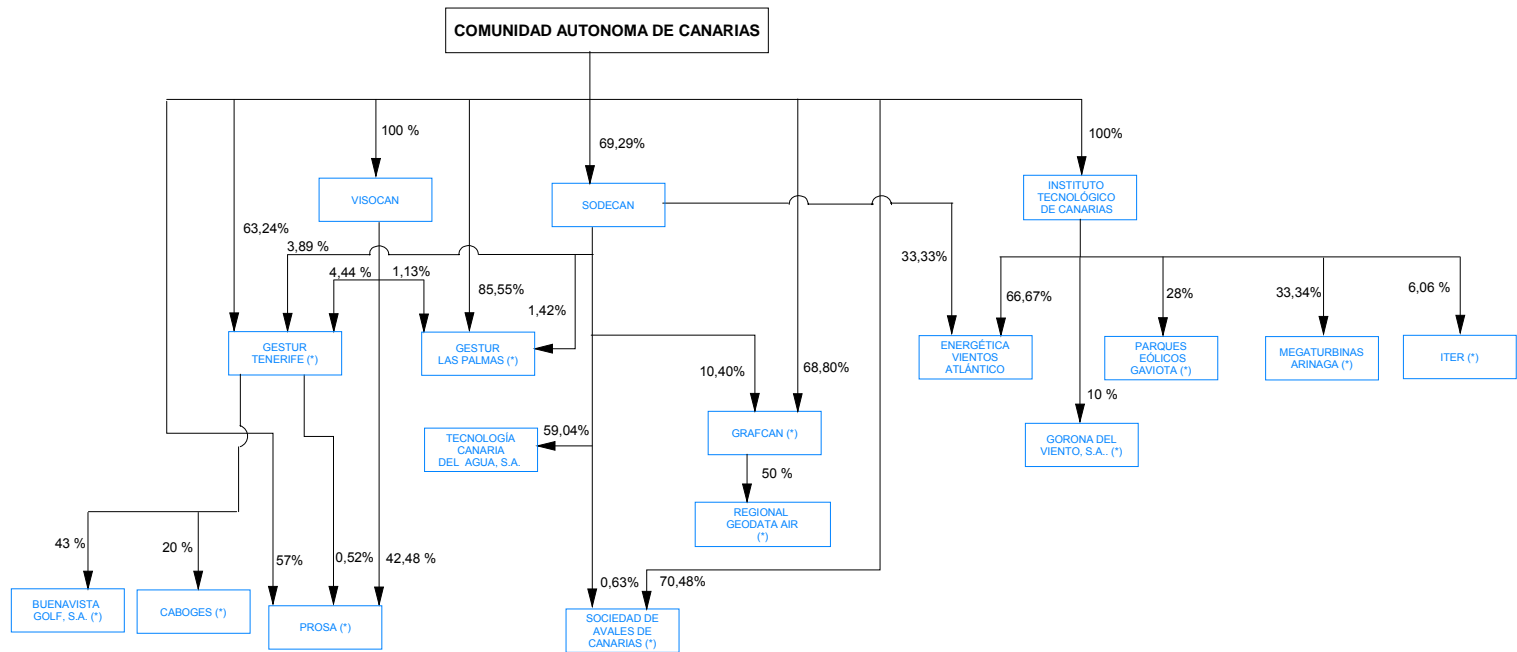 COMUNIDAD AUTONOMA DE CANARIAS
100 %
69,29%
100%
VISOCAN
SODECAN
INSTITUTO
TECNOLÓGICO
DE CANARIAS
63,24%
3,89 %
4,44 %
1,13%
85,55%
1,42%
33,33%
66,67%
28%
33,34%
6,06 %
GESTUR
TENERIFE (*)
GESTUR
LAS PALMAS (*)
ENERGÉTICA
VIENTOS
ATLÁNTICO
PARQUES
EÓLICOS
GAVIOTA (*)
MEGATURBINAS
ARINAGA (*)
ITER (*)
10,40%
68,80%
10 %
TECNOLOGÍA
CANARIA
DEL AGUA, S.A.
59,04%
GRAFCAN (*)
GORONA DEL
VIENTO, S.A., (*)
50 %
REGIONAL
GEODATA AIR
(*)
43 %
20 %
57%
0,52%
42,48 %
0,63%
70,48%
BUENAVISTA
GOLF, S.A. (*)
CABOGES (*)
PROSA (*)
SOCIEDAD DE
AVALES DE
CANARIAS (*)